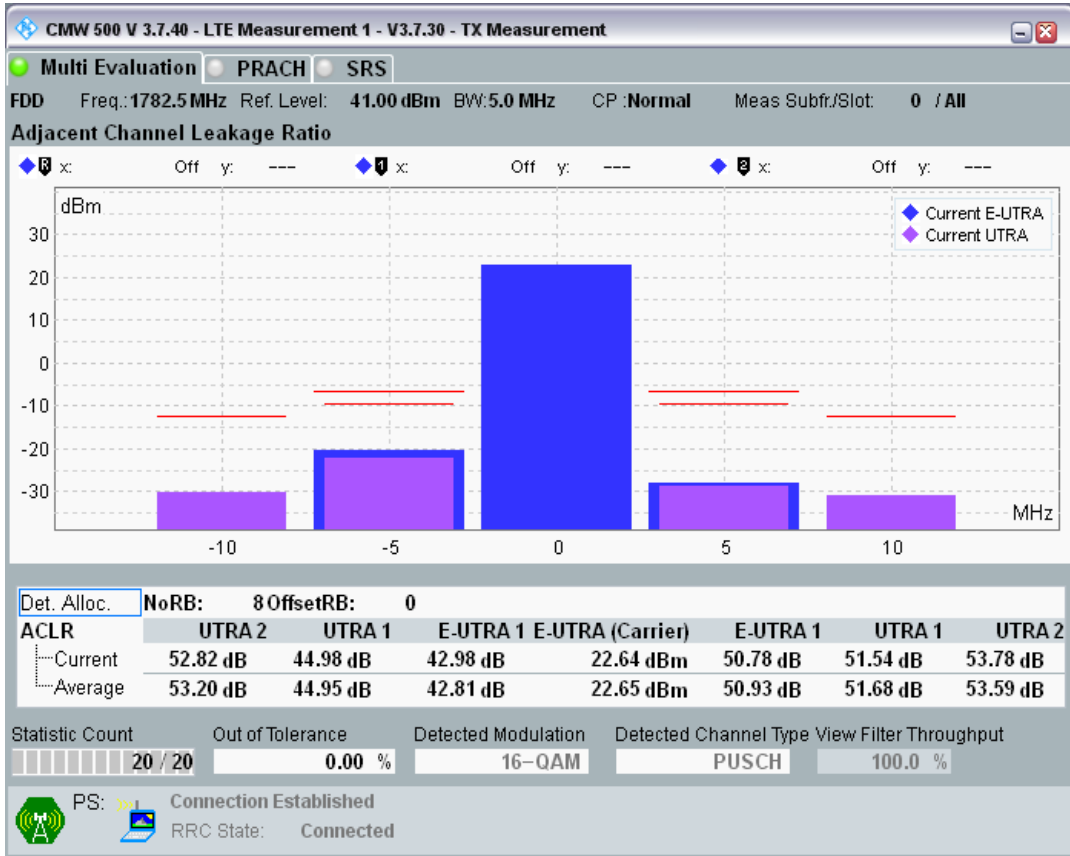 CMW 500 V 3.7.40 - LTE Measurement 1 - V3.7.30 - TX Measurement
Multi Evaluation PRACH SRS
FDD Freq.:1782.5 MHz Ref. Level: 41.00 dBm BW:5.0 MHz CP :Normal Meas Subfr./Slot: 0 / All
Adjacent Channel Leakage Ratio
R x: Off y: --- 1 x: Off y: --- 2 x: Off y: ---
dBm
Current E-UTRA
Current UTRA
30
20
10
0
-10
-20
-30
MHz
-10 -5 0 5 10
Det. Alloc. NoRB: 8 OffsetRB: 0
ACLR UTRA 2 UTRA 1 E-UTRA 1 E-UTRA (Carrier) E-UTRA 1 UTRA 1 UTRA 2
Current 52.82 dB 44.98 dB 42.98 dB 22.64 dBm 50.78 dB 51.54 dB 53.78 dB
Average 53.20 dB 44.95 dB 42.81 dB 22.65 dBm 50.93 dB 51.68 dB 53.59 dB
Statistic Count Out of Tolerance Detected Modulation Detected Channel Type View Filter Throughput
20 / 20 0.00 % 16-QAM PUSCH 100.0 %
PS: Connection Established
RRC State: Connected